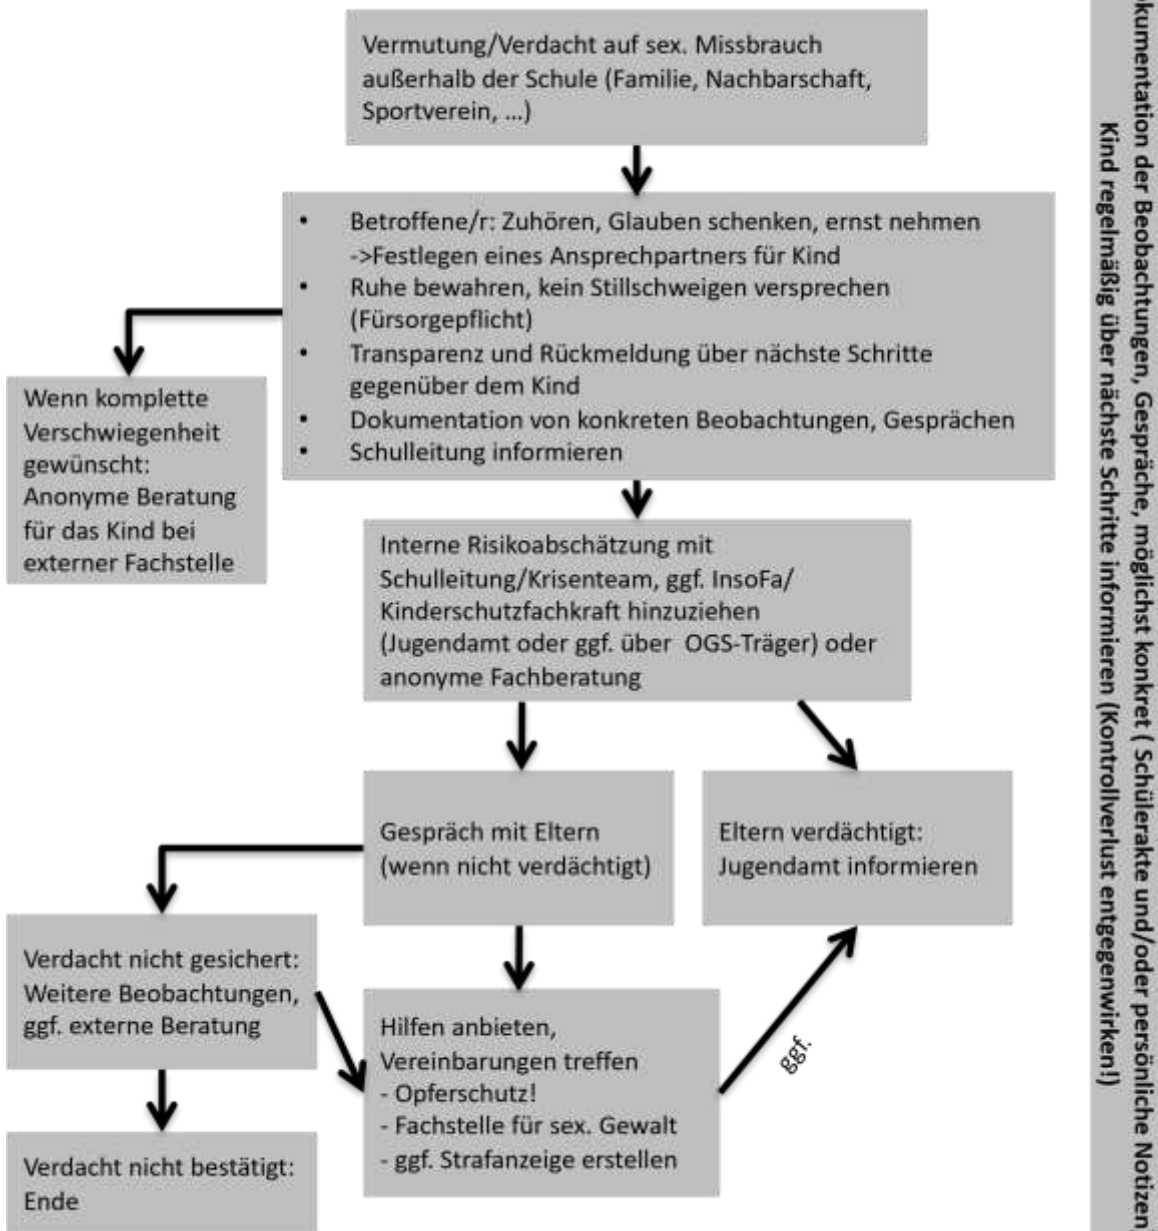 Vermutung/Verdacht auf sex. Missbrauch
außerhalb der Schule (Familie, Nachbarschaft,
Sportverein, ...)
• Betroffene/r: Zuhören, Glauben schenken, ernst nehmen
->Festlegen eines Ansprechpartners für Kind
• Ruhe bewahren, kein Stillschweigen versprechen
(Fürsorgepflicht)
• Transparenz und Rückmeldung über nächste Schritte
gegenüber dem Kind
• Dokumentation von konkreten Beobachtungen, Gesprächen
• Schulleitung informieren
Wenn komplette
Verschwiegenheit
gewünscht:
Anonyme Beratung
für das Kind bei
externer Fachstelle
Interne Risikoabschätzung mit
Schulleitung/Krisenteam, ggf. InsoFa/
Kinderschutzfachkraft hinzuziehen
(Jugendamt oder ggf. über OGS-Träger) oder
anonyme Fachberatung
Gespräch mit Eltern
(wenn nicht verdächtigt)
Eltern verdächtigt:
Jugendamt informieren
Verdacht nicht gesichert:
Weitere Beobachtungen,
ggf. externe Beratung
Hilfen anbieten,
Vereinbarungen treffen
- Opferschutz!
- Fachstelle für sex. Gewalt
- ggf. Strafanzeige erstellen
ggf.
Verdacht nicht bestätigt:
Ende
okumentation der Beobachtungen, Gespräche, möglichst konkret ( Schülerakte und/oder persönliche Notizen
Kind regelmäßig über nächste Schritte informieren (Kontrollverlust entgegenwirken!)